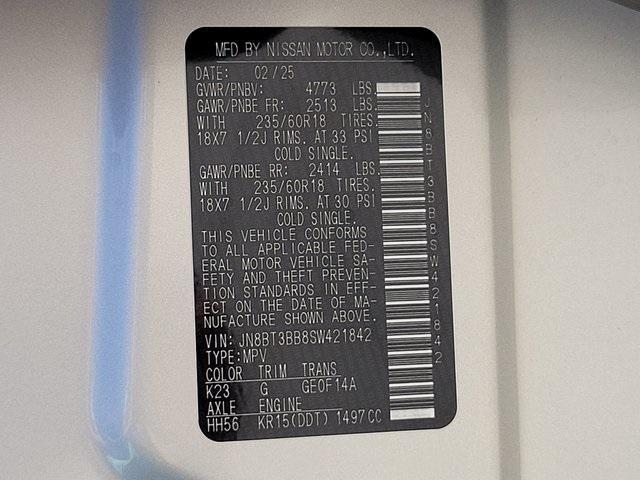 MFD BY NISSAN MOTOR CO.,LTD.
DATE: 02/25
GVWR/PNBV: 4773 LBS.
GAWR/PNBE FR: 2513 LBS.
WITH 235/60R18 TIRES.
18X7 1/2J RIMS. AT 33 PSI
COLD SINGLE.
GAWR/PNBE RR: 2414 LBS.
WITH 235/60R18 TIRES.
18X7 1/2J RIMS. AT 30 PSI
COLD SINGLE.
THIS VEHICLE CONFORMS
TO ALL APPLICABLE FED-
ERAL MOTOR VEHICLE SA-
FETY AND THEFT PREVEN-
TION STANDARDS IN EFF-
ECT ON THE DATE OF MA-
NUFACTURE SHOWN ABOVE.
VIN: JN8BT3BB8SW421842
TYPE:MPV
COLOR TRIM TRANS
K23 G GE0F14A
AXLE ENGINE
HH56 KR15(DDT) 1497CC
JN8BT3BB8SW421842